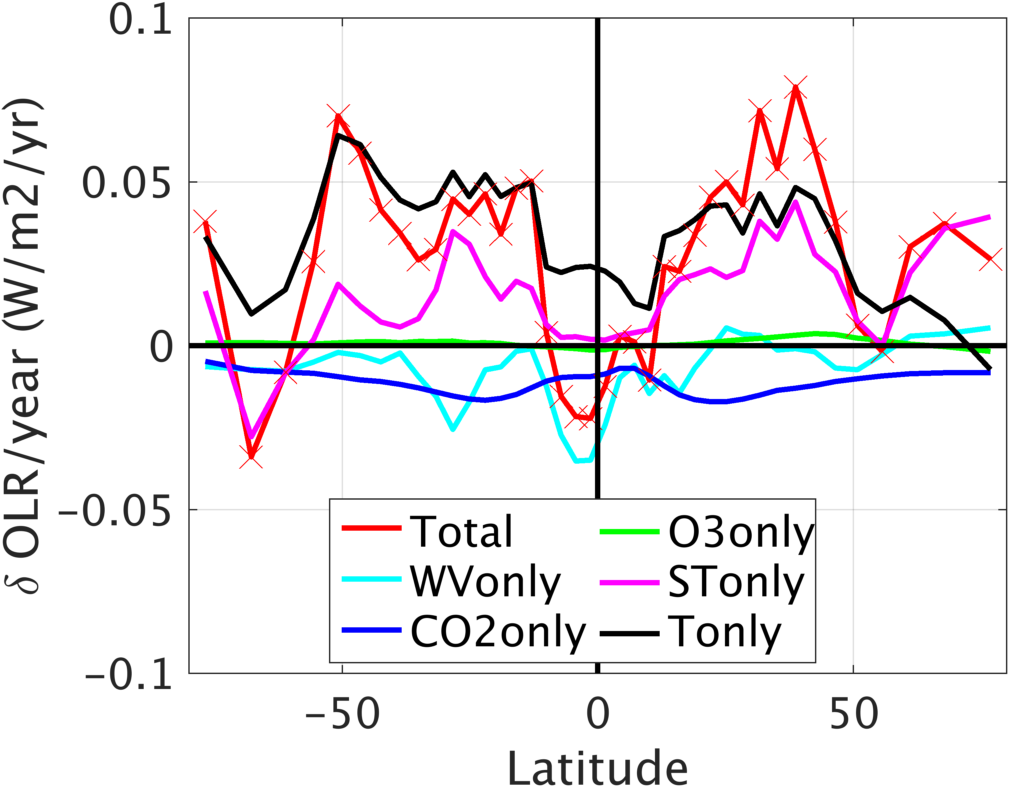 0.1
0.05
0
-0.05
-0.1
δ OLR/year (W/m2/yr)
Total
WVonly
CO2only
O3only
STonly
Tonly
-50
0
50
Latitude